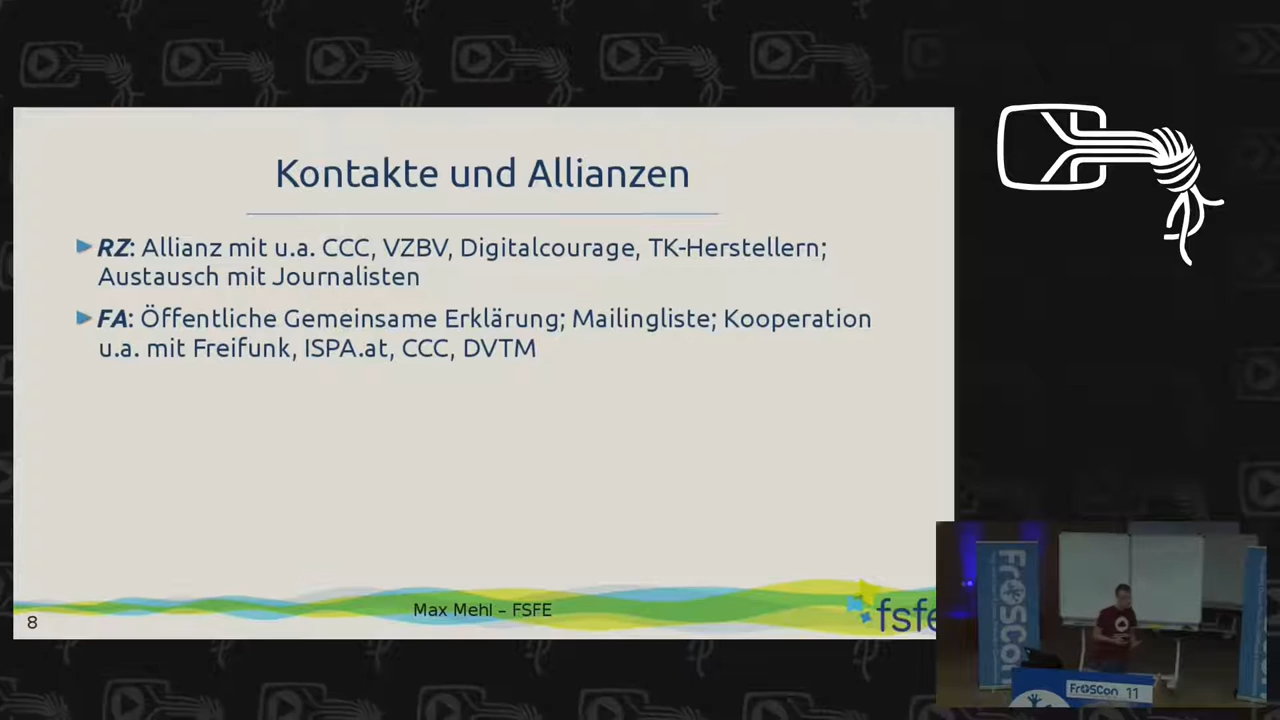 Kontakte und Allianzen
RZ: Allianz mit u.a. CCC, VZBV, Digitalcourage, TK-Herstellern;
Austausch mit Journalisten
FA: Öffentliche Gemeinsame Erklärung; Mailingliste; Kooperation
u.a. mit Freifunk, ISPA.at, CCC, DVTM
Max Mehl – FSFE
8
fsfe
FrOSCon
FrOSCon 11